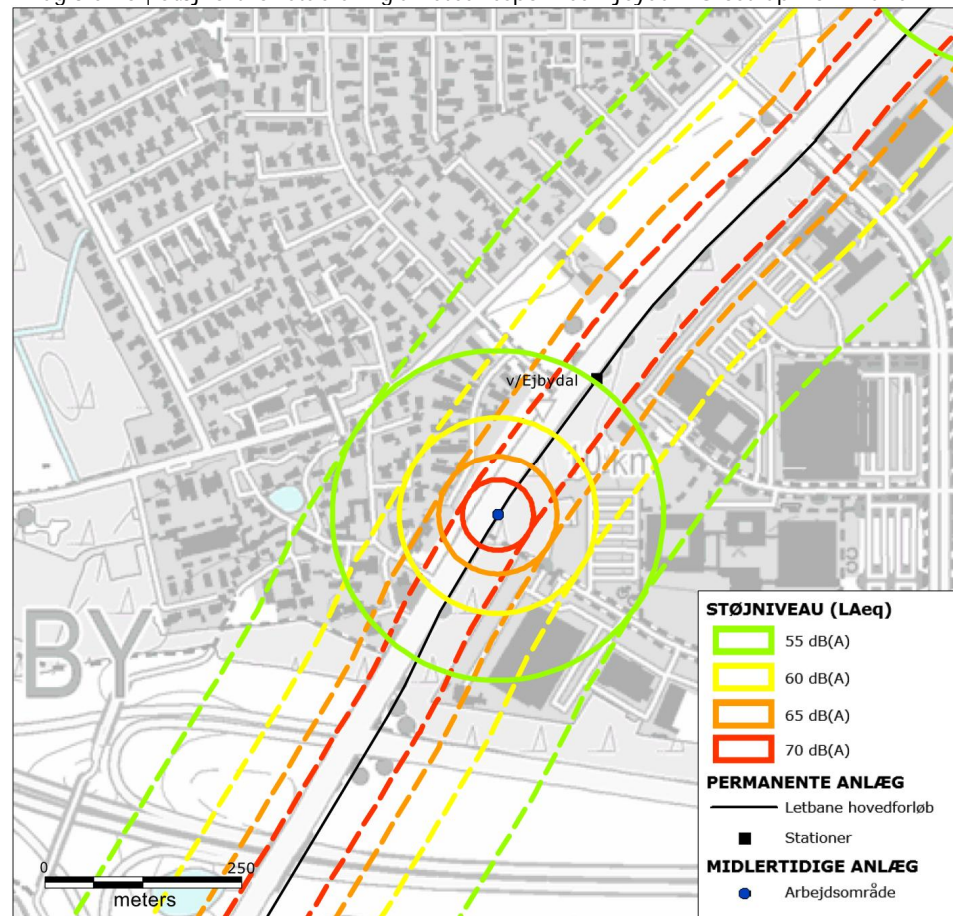 v/Ejbydal
BY
STØJNIVEAU (LAeq)
55 dB(A)
60 dB(A)
65 dB(A)
70 dB(A)
PERMANENTE ANLÆG
Letbane hovedforløb
Stationer
MIDLERTIDIGE ANLÆG
Arbejdsområde
0 250
meters